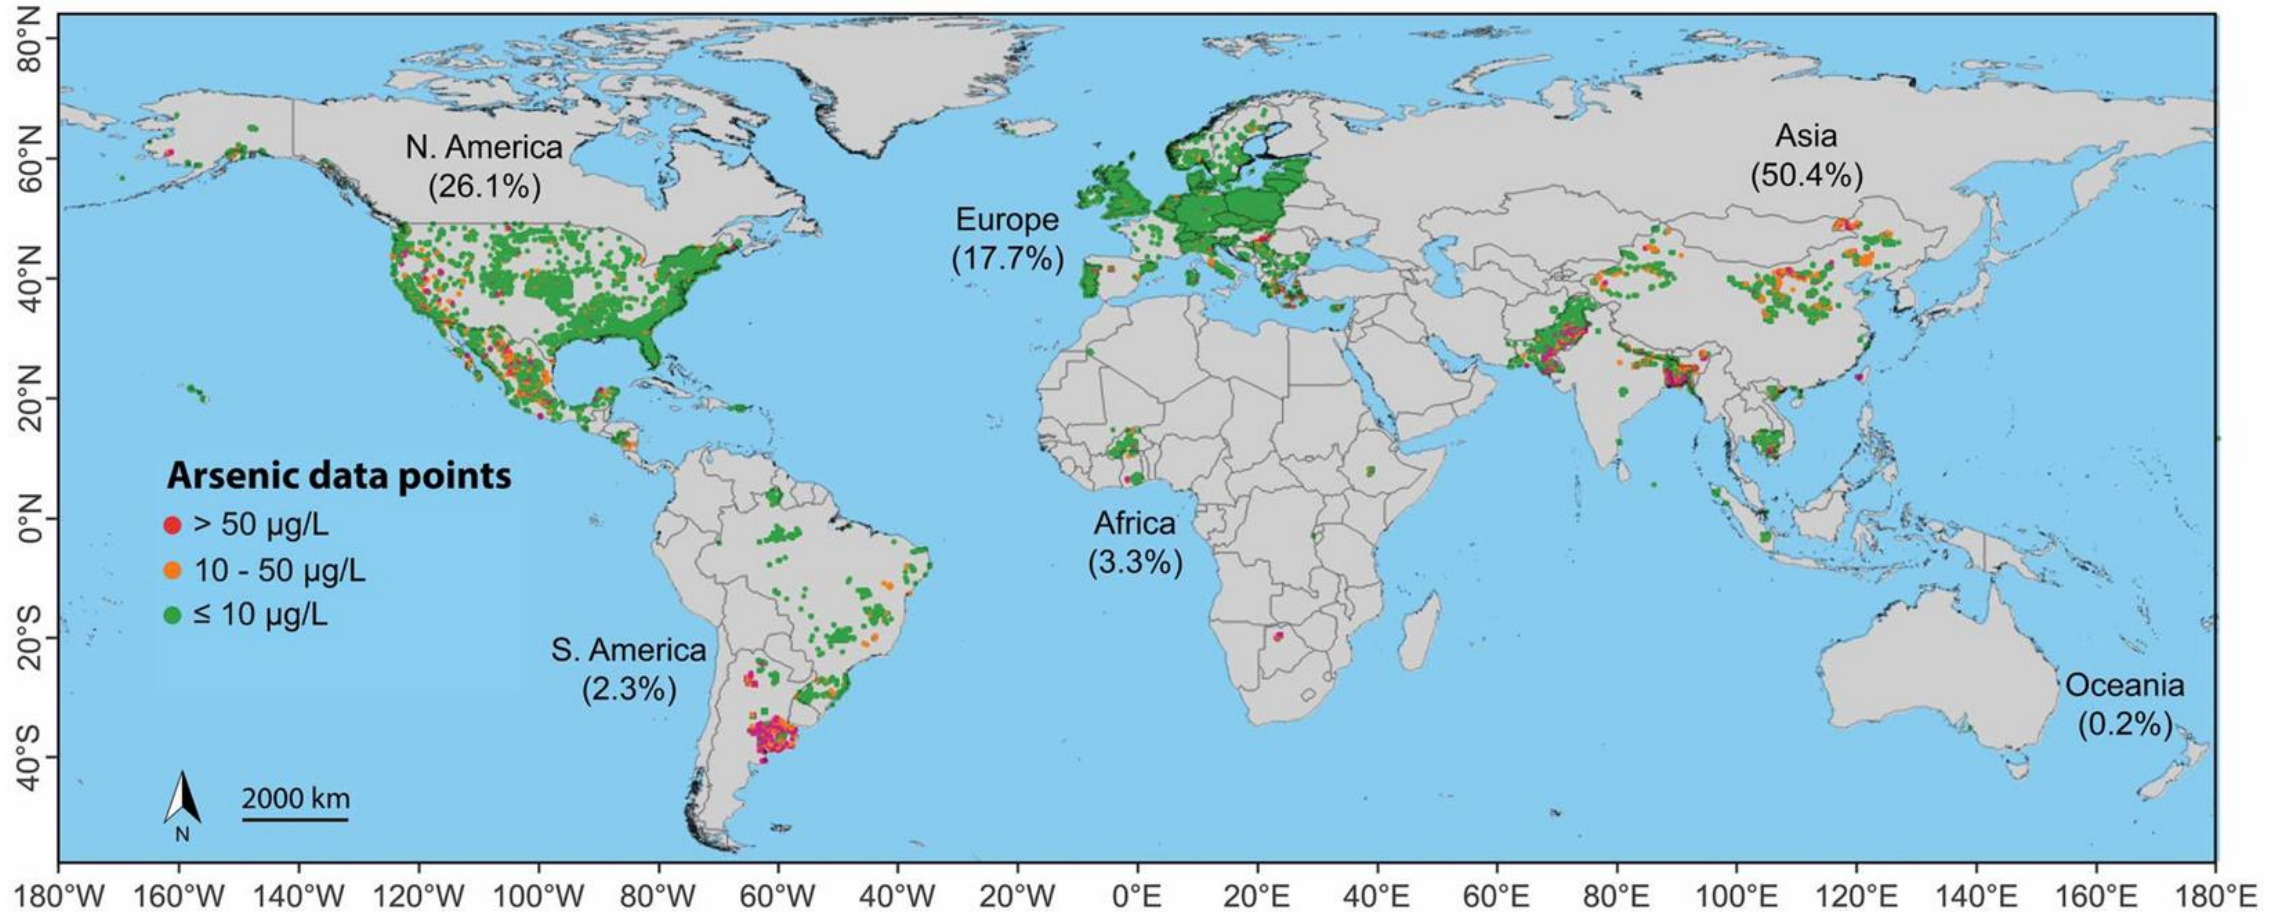 80°N
60°N
40°N
20°N
0°N
20°S
40°S
N. America
(26.1%)
Europe
(17.7%)
Asia
(50.4%)
Africa
(3.3%)
S. America
(2.3%)
Oceania
(0.2%)
Arsenic data points
> 50 µg/L
10 - 50 µg/L
≤ 10 µg/L
N
2000 km
180°W 160°W 140°W 120°W 100°W 80°W 60°W 40°W 20°W 0°E 20°E 40°E 60°E 80°E 100°E 120°E 140°E 160°E 180°E